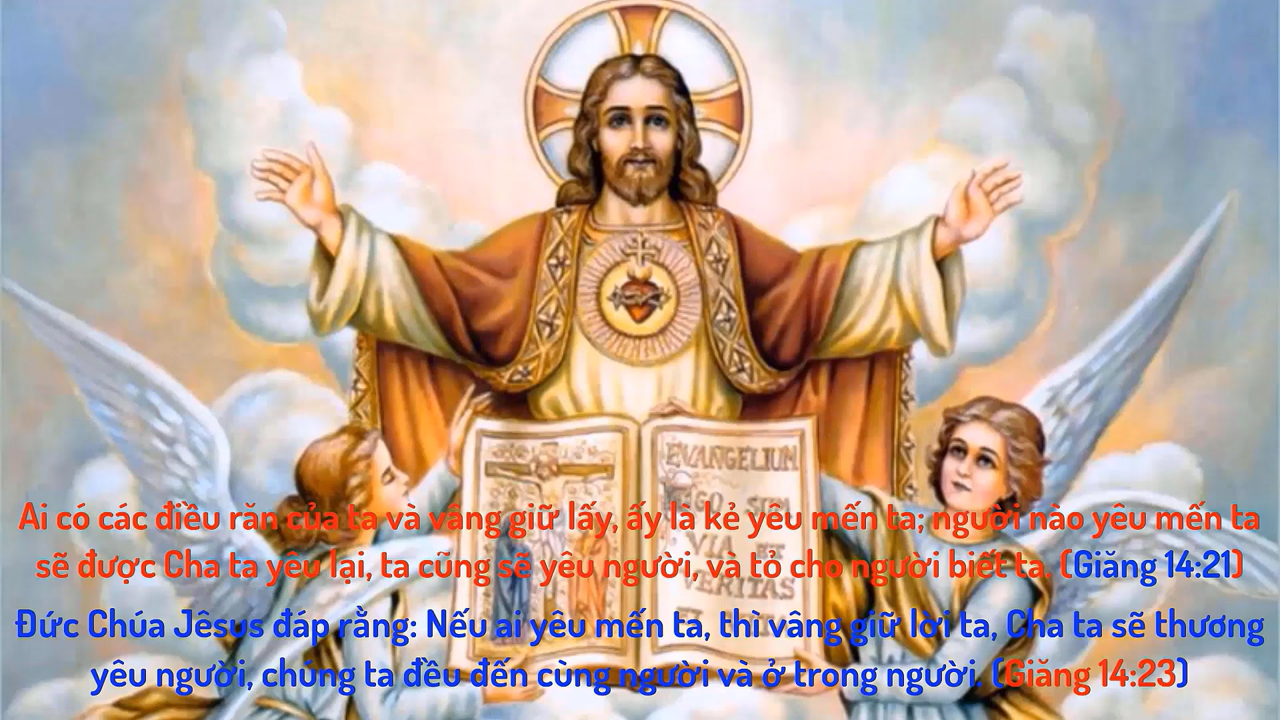 EVANGELIUM
EGO SUM
VIA ET
VERITAS
ET
Ai có các điều răn của ta và vâng giữ lấy, ấy là kẻ yêu mến ta; người nào yêu mến ta
sẽ được Cha ta yêu lại, ta cũng sẽ yêu người, và tỏ cho người biết ta. (Giăng 14:21)
Đức Chúa Jêsus đáp rằng: Nếu ai yêu mến ta, thì vâng giữ lời ta, Cha ta sẽ thương
yêu người, chúng ta đều đến cùng người và ở trong người. (Giăng 14:23)